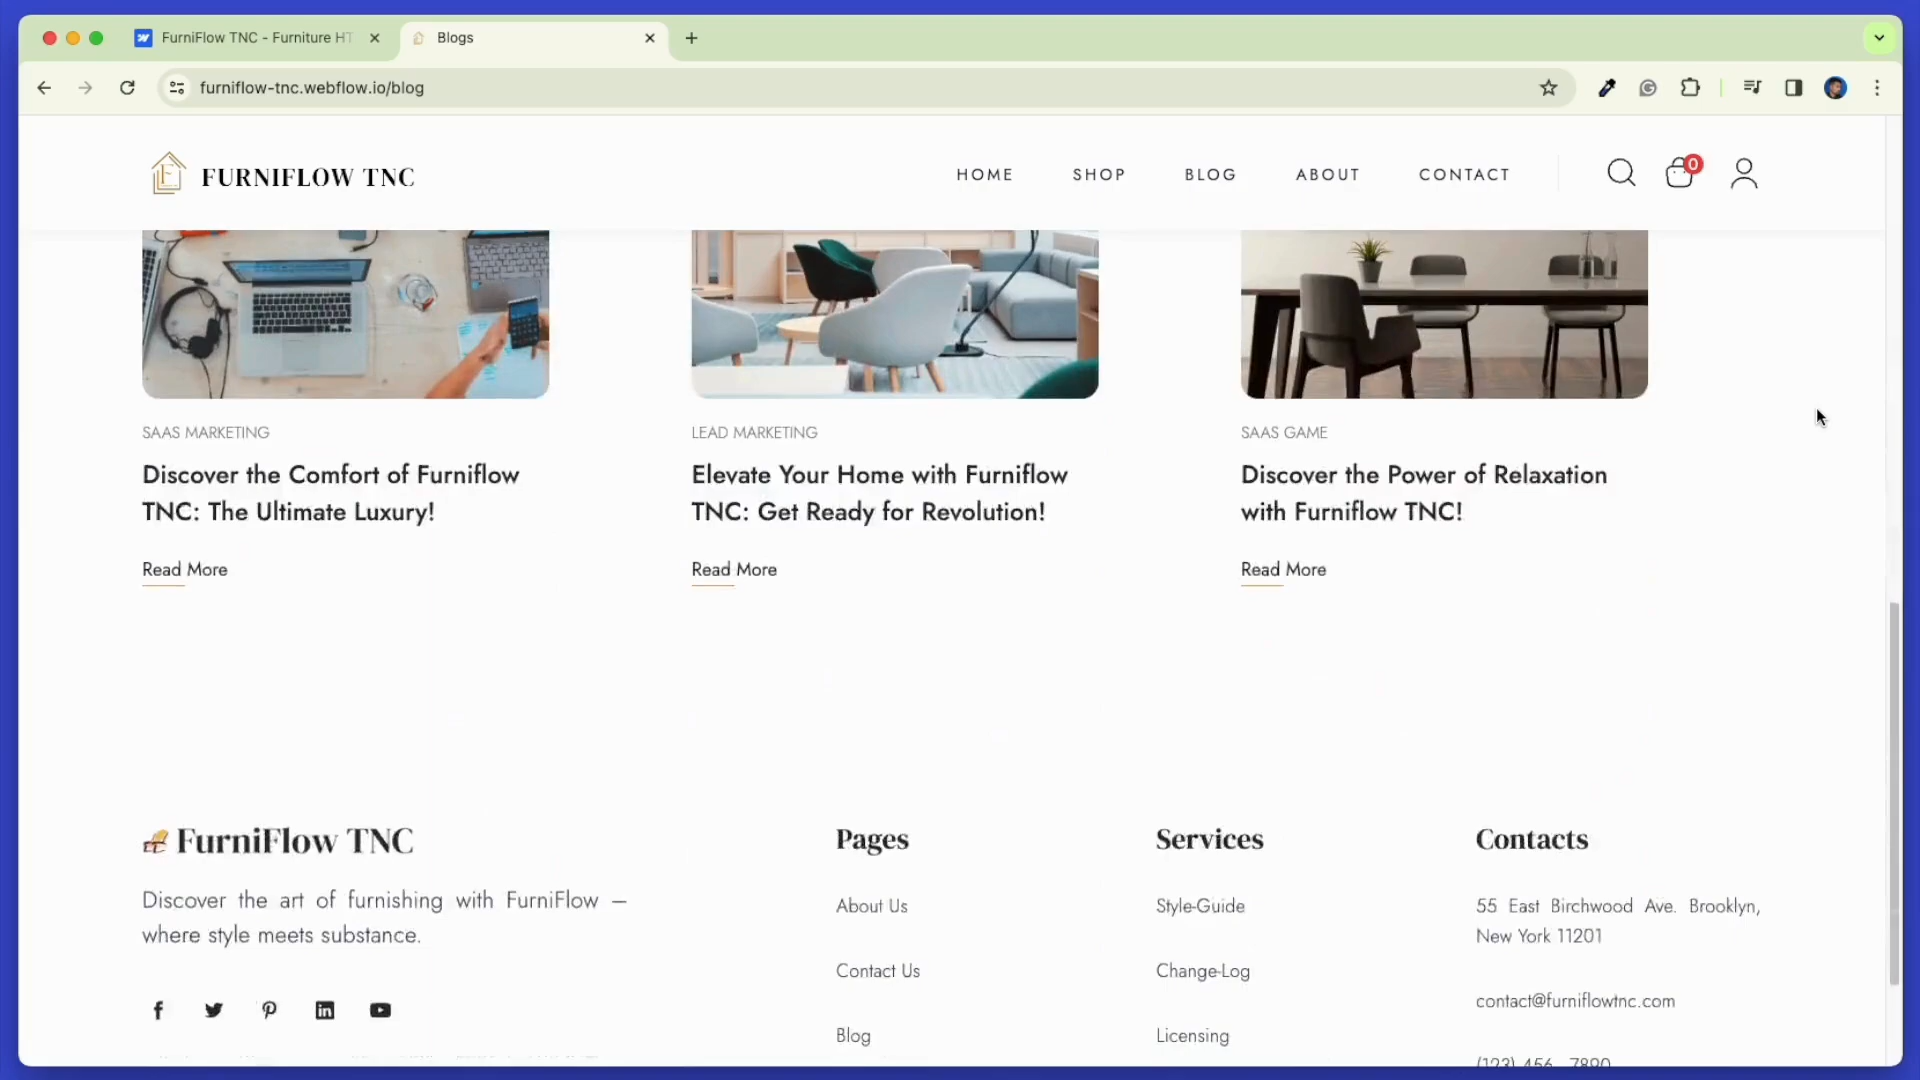 FurniFlow TNC - Furniture HT
Blogs
furniflow-tnc.webflow.io/blog
FURNIFLOW TNC
HOME
SHOP
BLOG
ABOUT
CONTACT
0
SAAS MARKETING
Discover the Comfort of Furniflow
TNC: The Ultimate Luxury!
Read More
LEAD MARKETING
Elevate Your Home with Furniflow
TNC: Get Ready for Revolution!
Read More
SAAS GAME
Discover the Power of Relaxation
with Furniflow TNC!
Read More
FurniFlow TNC
Discover the art of furnishing with FurniFlow –
where style meets substance.
Pages
About Us
Contact Us
Blog
Services
Style-Guide
Change-Log
Licensing
Contacts
55 East Birchwood Ave. Brooklyn,
New York 11201
contact@furniflowtnc.com
(123) 456 - 7890